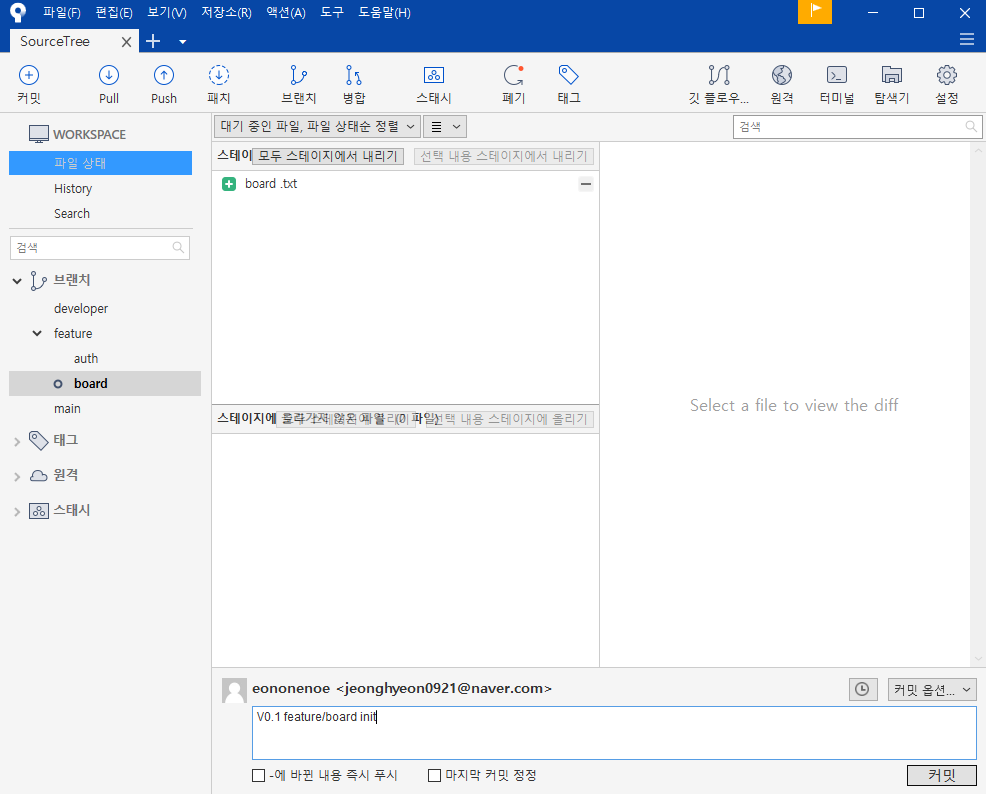 파일(F) 편집(E) 보기(V) 저장소(R) 액션(A) 도구 도움말(H)
SourceTree
커밋 Pull Push 패치 브랜치 병합 스태시 폐기 태그 깃 플로우... 원격 터미널 탐색기 설정
WORKSPACE
파일 상태
History
Search
검색
브랜치
developer
feature
auth
board
main
태그
원격
스태시
대기 중인 파일, 파일 상태순 정렬
검색
스테이 모두 스테이지에서 내리기 선택 내용 스테이지에서 내리기
board .txt
스테이지에 올라가지 않은 파일 (0 파일) 선택 내용 스테이지에 올리기
Select a file to view the diff
eononenoe <jeonghyeon0921@naver.com>
커밋 옵션...
V0.1 feature/board init
-에 바뀐 내용 즉시 푸시 마지막 커밋 정정
커밋